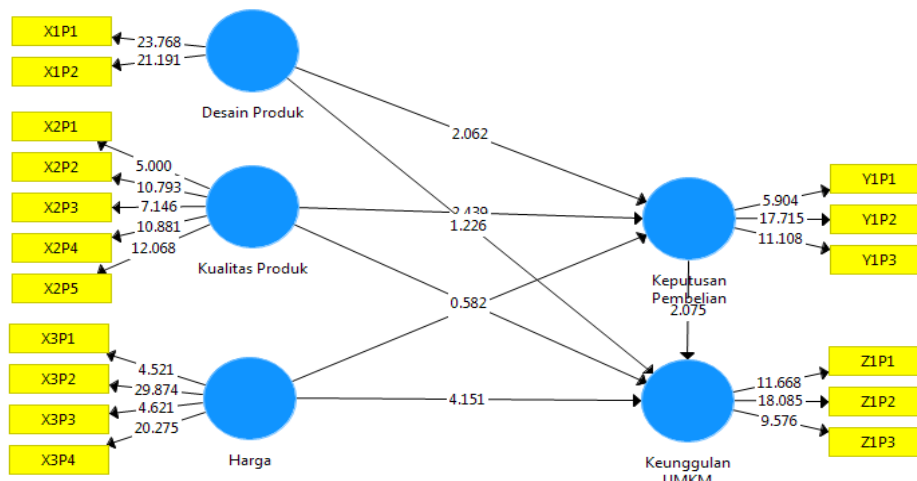 X1P1
23.768
X1P2
21.191
Desain Produk
2.062
X2P1
5.000
X2P2
10.793
X2P3
7.146
X2P4
10.881
X2P5
12.068
Kualitas Produk
2.439
1.226
Y1P1
5.904
Y1P2
17.715
Y1P3
11.108
Keputusan
Pembelian
2.075
0.582
X3P1
4.521
X3P2
29.874
X3P3
4.621
X3P4
20.275
Harga
4.151
Z1P1
11.668
Z1P2
18.085
Z1P3
9.576
Keunggulan
UMKM